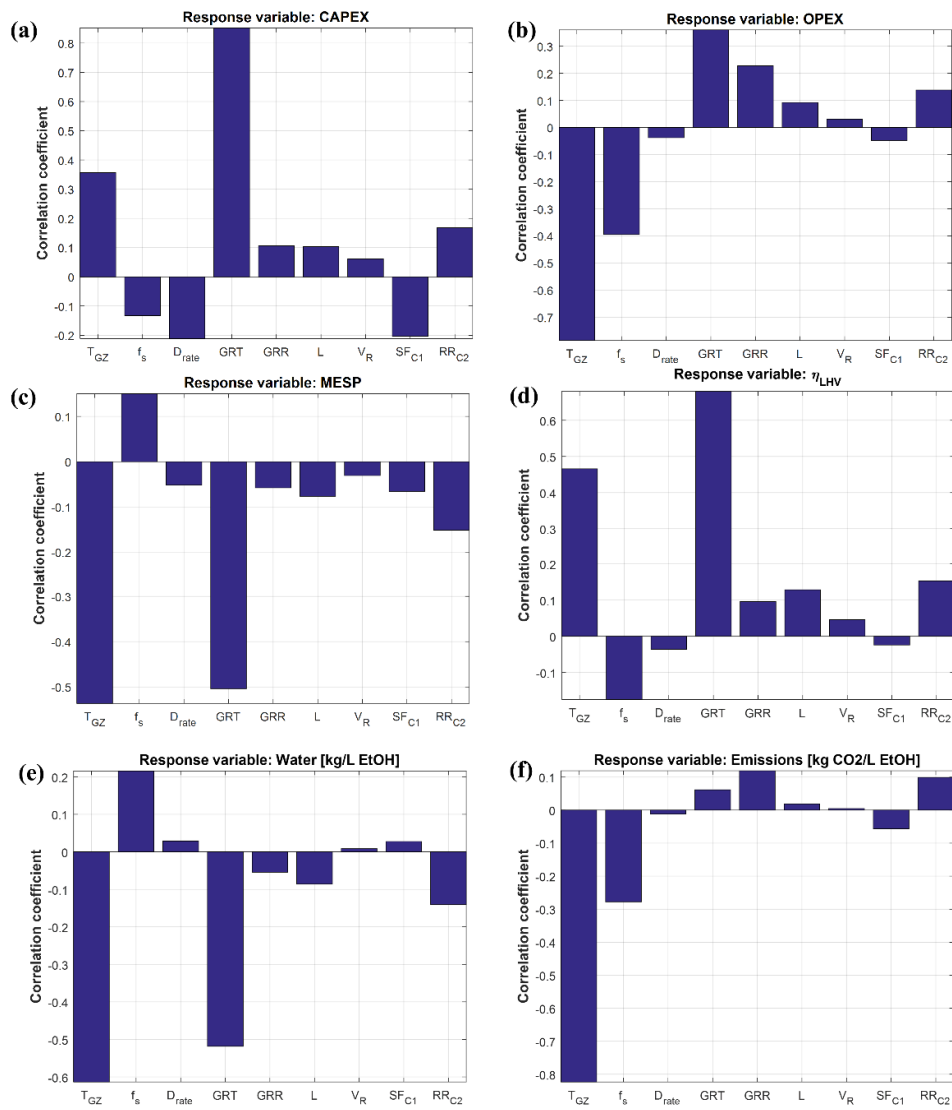 (a)
Response variable: CAPEX
Correlation coefficient
0.8
0.7
0.6
0.5
0.4
0.3
0.2
0.1
0
-0.1
-0.2
T_GZ f_s D_rate GRT GRR L V_R SF_C1 RR_C2
(b)
Response variable: OPEX
Correlation coefficient
0.3
0.2
0.1
0
-0.1
-0.2
-0.3
-0.4
-0.5
-0.6
-0.7
T_GZ f_s D_rate GRT GRR L V_R SF_C1 RR_C2
(c)
Response variable: MESP
Correlation coefficient
0.1
0
-0.1
-0.2
-0.3
-0.4
-0.5
T_GZ f_s D_rate GRT GRR L V_R SF_C1 RR_C2
(d)
Response variable: η_LHV
Correlation coefficient
0.6
0.5
0.4
0.3
0.2
0.1
0
-0.1
T_GZ f_s D_rate GRT GRR L V_R SF_C1 RR_C2
(e)
Response variable: Water [kg/L EtOH]
Correlation coefficient
0.2
0.1
0
-0.1
-0.2
-0.3
-0.4
-0.5
-0.6
T_GZ f_s D_rate GRT GRR L V_R SF_C1 RR_C2
(f)
Response variable: Emissions [kg CO2/L EtOH]
Correlation coefficient
0.1
0
-0.1
-0.2
-0.3
-0.4
-0.5
-0.6
-0.7
-0.8
T_GZ f_s D_rate GRT GRR L V_R SF_C1 RR_C2